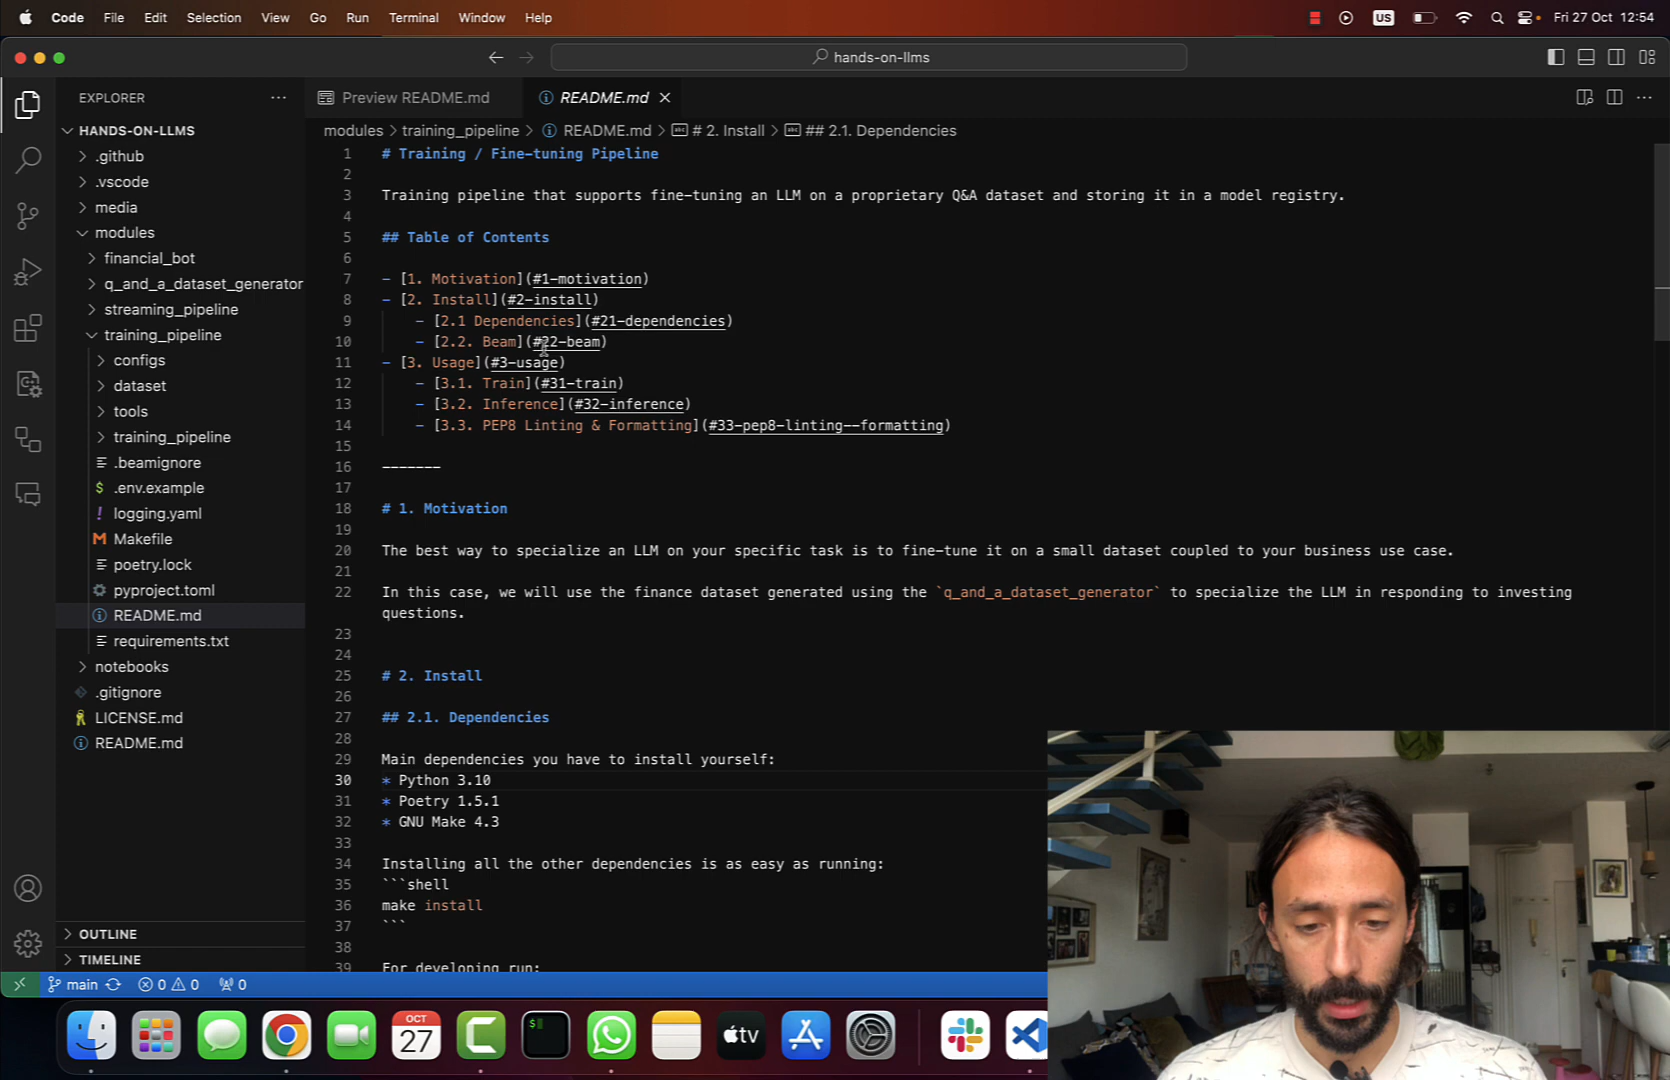 Code File Edit Selection View Go Run Terminal Window Help US Fri 27 Oct 12:54
hands-on-llms
EXPLORER
Preview README.md
README.md
HANDS-ON-LLMS
.github
.vscode
media
modules
financial_bot
q_and_a_dataset_generator
streaming_pipeline
training_pipeline
configs
dataset
tools
training_pipeline
.beamignore
$ .env.example
! logging.yaml
M Makefile
poetry.lock
pyproject.toml
README.md
requirements.txt
notebooks
.gitignore
LICENSE.md
README.md
OUTLINE
TIMELINE
modules > training_pipeline > README.md > # 2. Install > ## 2.1. Dependencies
1 # Training / Fine-tuning Pipeline
2
3 Training pipeline that supports fine-tuning an LLM on a proprietary Q&A dataset and storing it in a model registry.
4
5 ## Table of Contents
6
7 - [1. Motivation](#1-motivation)
8 - [2. Install](#2-install)
9 - [2.1 Dependencies](#21-dependencies)
10 - [2.2. Beam](#22-beam)
11 - [3. Usage](#3-usage)
12 - [3.1. Train](#31-train)
13 - [3.2. Inference](#32-inference)
14 - [3.3. PEP8 Linting & Formatting](#33-pep8-linting--formatting)
15
16 -------
17
18 # 1. Motivation
19
20 The best way to specialize an LLM on your specific task is to fine-tune it on a small dataset coupled to your business use case.
21
22 In this case, we will use the finance dataset generated using the `q_and_a_dataset_generator` to specialize the LLM in responding to investing
questions.
23
24
25 # 2. Install
26
27 ## 2.1. Dependencies
28
29 Main dependencies you have to install yourself:
30 * Python 3.10
31 * Poetry 1.5.1
32 * GNU Make 4.3
33
34 Installing all the other dependencies is as easy as running:
35 ```shell
36 make install
37 ```
38
39 For developing run:
main 0 0 0
OCT
27
$
tv